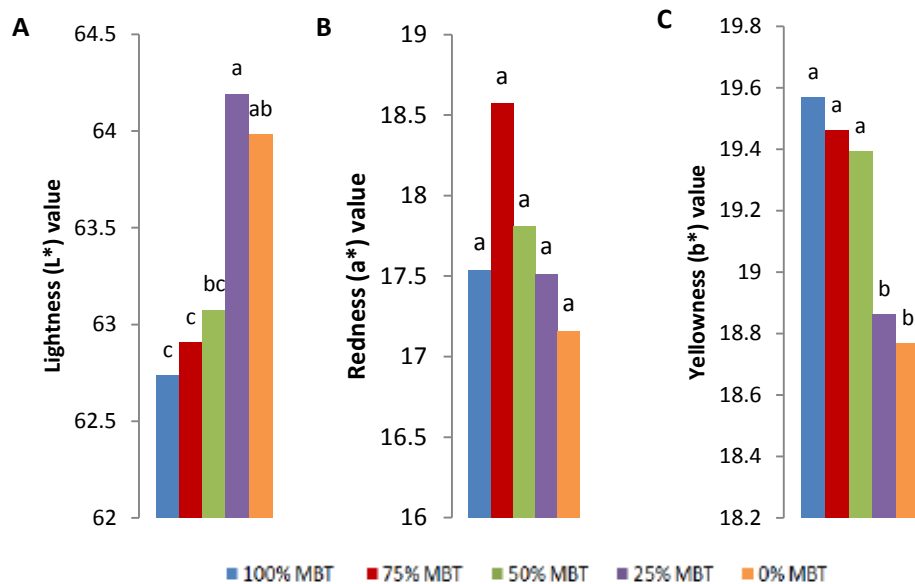 A
Lightness (L*) value
64.5
64
63.5
63
62.5
62
c
c
bc
a
ab
B
Redness (a*) value
19
18.5
18
17.5
17
16.5
16
a
a
a
a
a
C
Yellowness (b*) value
19.8
19.6
19.4
19.2
19
18.8
18.6
18.4
18.2
a
a
a
b
b
100% MBT 75% MBT 50% MBT 25% MBT 0% MBT